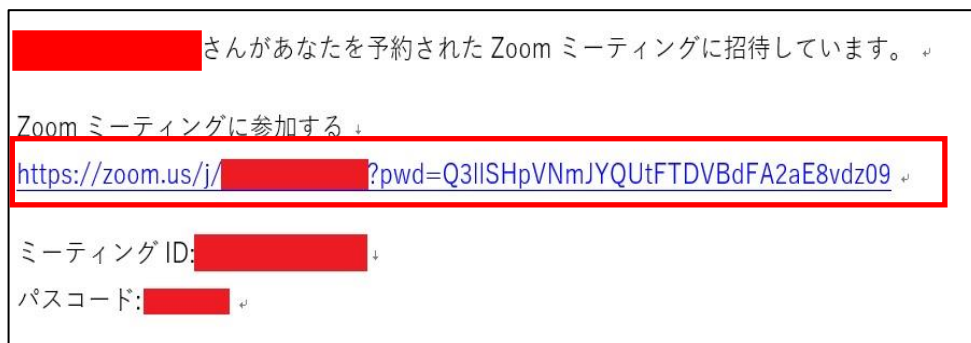 さんがあなたを予約された Zoom ミーティングに招待しています。
Zoom ミーティングに参加する
https://zoom.us/j/ ?pwd=Q3llSHpVNmJYQUtFTDVBdFA2aE8vdz09
ミーティング ID:
パスコード: